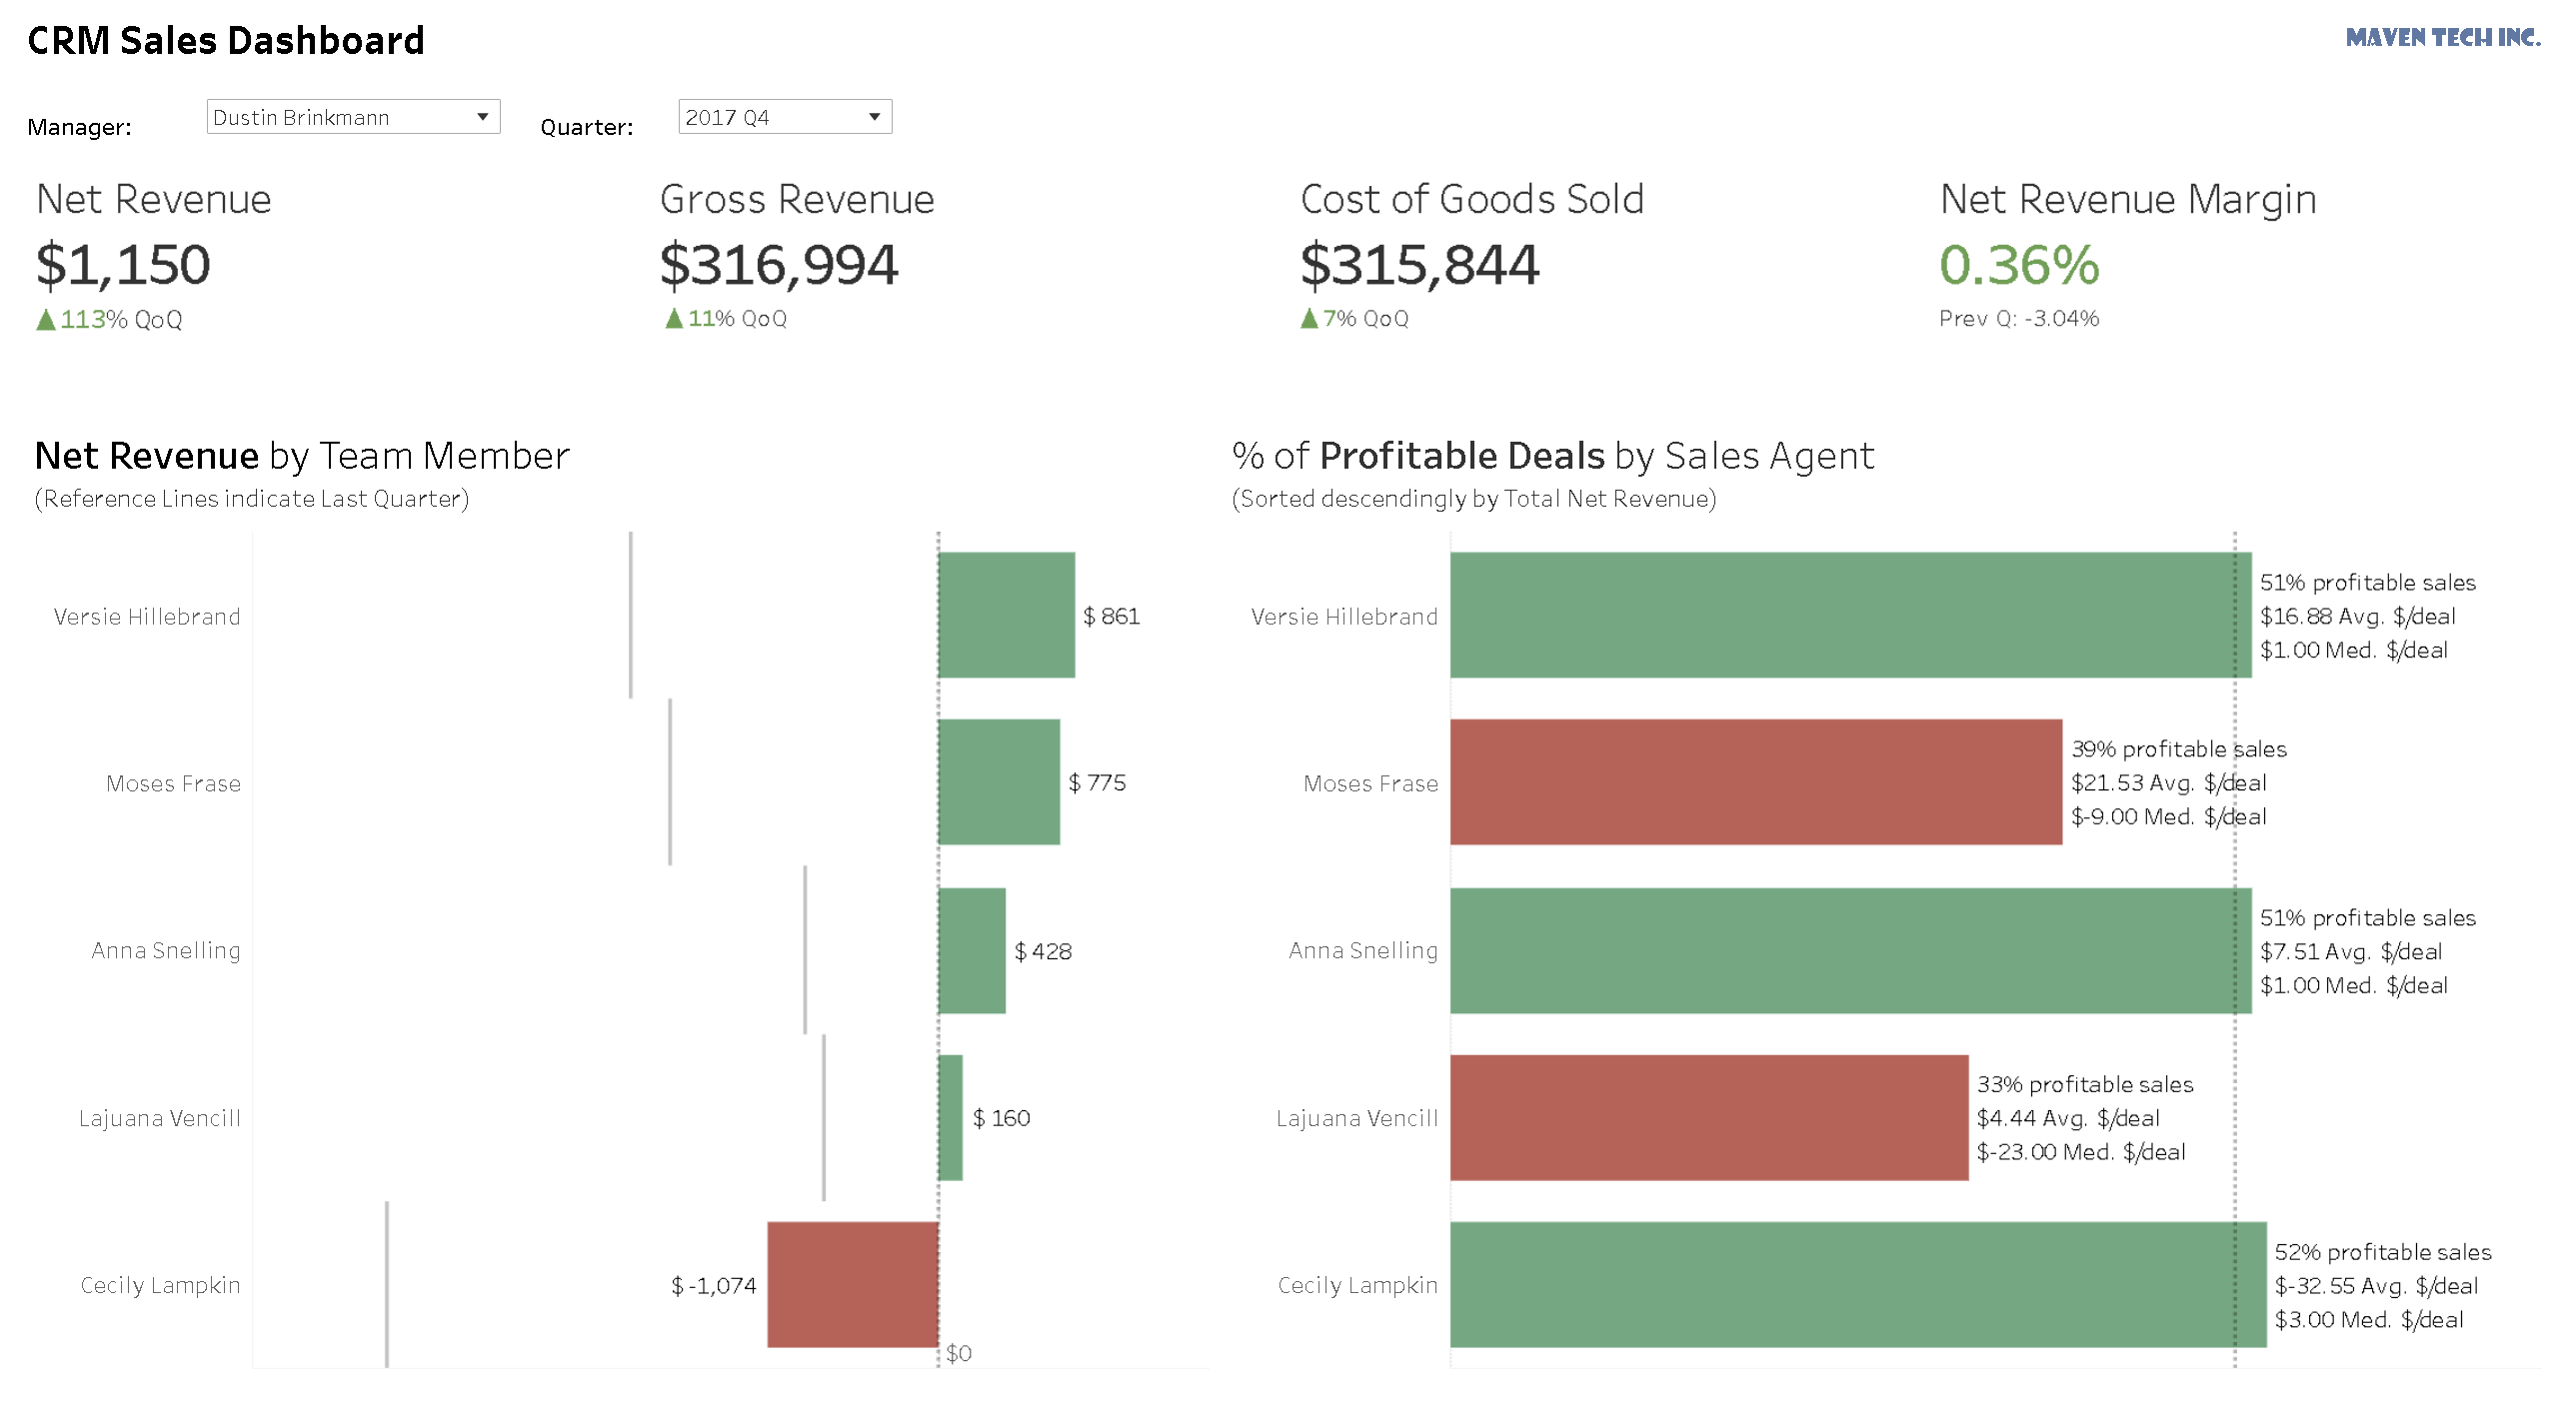 CRM Sales Dashboard
MAVEN TECH INC.
Manager:
Dustin Brinkmann
Quarter:
2017 Q4
Net Revenue
$1,150
▲113% QoQ
Gross Revenue
$316,994
▲11% QoQ
Cost of Goods Sold
$315,844
▲7% QoQ
Net Revenue Margin
0.36%
Prev Q: -3.04%
Net Revenue by Team Member
(Reference Lines indicate Last Quarter)
Versie Hillebrand
$ 861
Moses Frase
$ 775
Anna Snelling
$ 428
Lajuana Vencill
$ 160
Cecily Lampkin
$ -1,074
$0
% of Profitable Deals by Sales Agent
(Sorted descendingly by Total Net Revenue)
Versie Hillebrand
51% profitable sales
$16.88 Avg. $/deal
$1.00 Med. $/deal
Moses Frase
39% profitable sales
$21.53 Avg. $/deal
$-9.00 Med. $/deal
Anna Snelling
51% profitable sales
$7.51 Avg. $/deal
$1.00 Med. $/deal
Lajuana Vencill
33% profitable sales
$4.44 Avg. $/deal
$-23.00 Med. $/deal
Cecily Lampkin
52% profitable sales
$-32.55 Avg. $/deal
$3.00 Med. $/deal